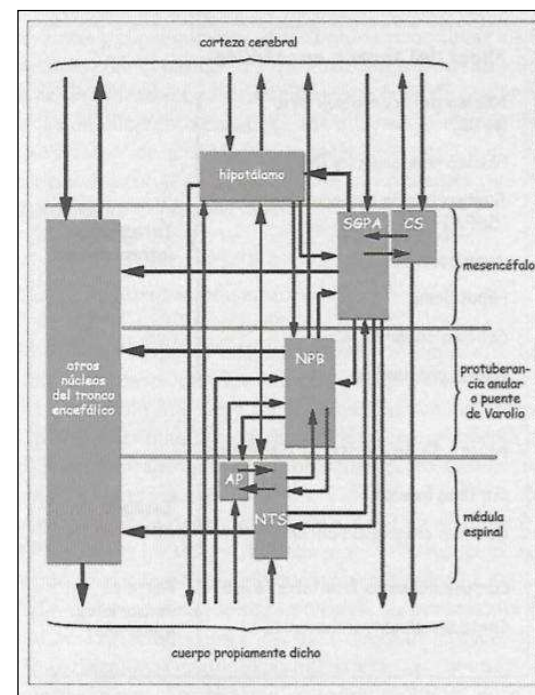 corteza cerebral
hipotálamo
SGPA
CS
mesencéfalo
otros
núcleos
del tronco
encefálico
NPB
protuberan-
cia anular
o puente
de Varolio
AP
NTS
médula
espinal
cuerpo propiamente dicho